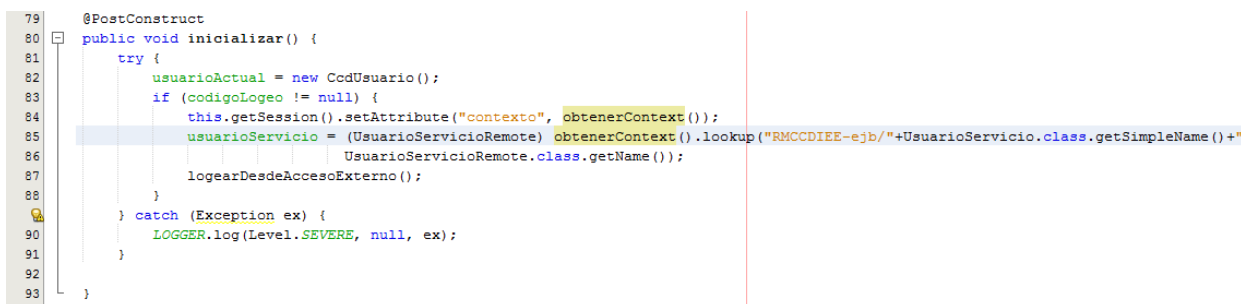 79 @PostConstruct
80 public void inicializar() {
81 try {
82 usuarioActual = new CcdUsuario();
83 if (codigoLogeo != null) {
84 this.getSession().setAttribute("contexto", obtenerContext());
85 usuarioServicio = (UsuarioServicioRemote) obtenerContext().lookup("RMCCDIEE-ejb/"+UsuarioServicio.class.getSimpleName()+"
86 UsuarioServicioRemote.class.getName());
87 logearDesdeAccesoExterno();
88 }
} catch (Exception ex) {
90 LOGGER.log(Level.SEVERE, null, ex);
91 }
92
93 }